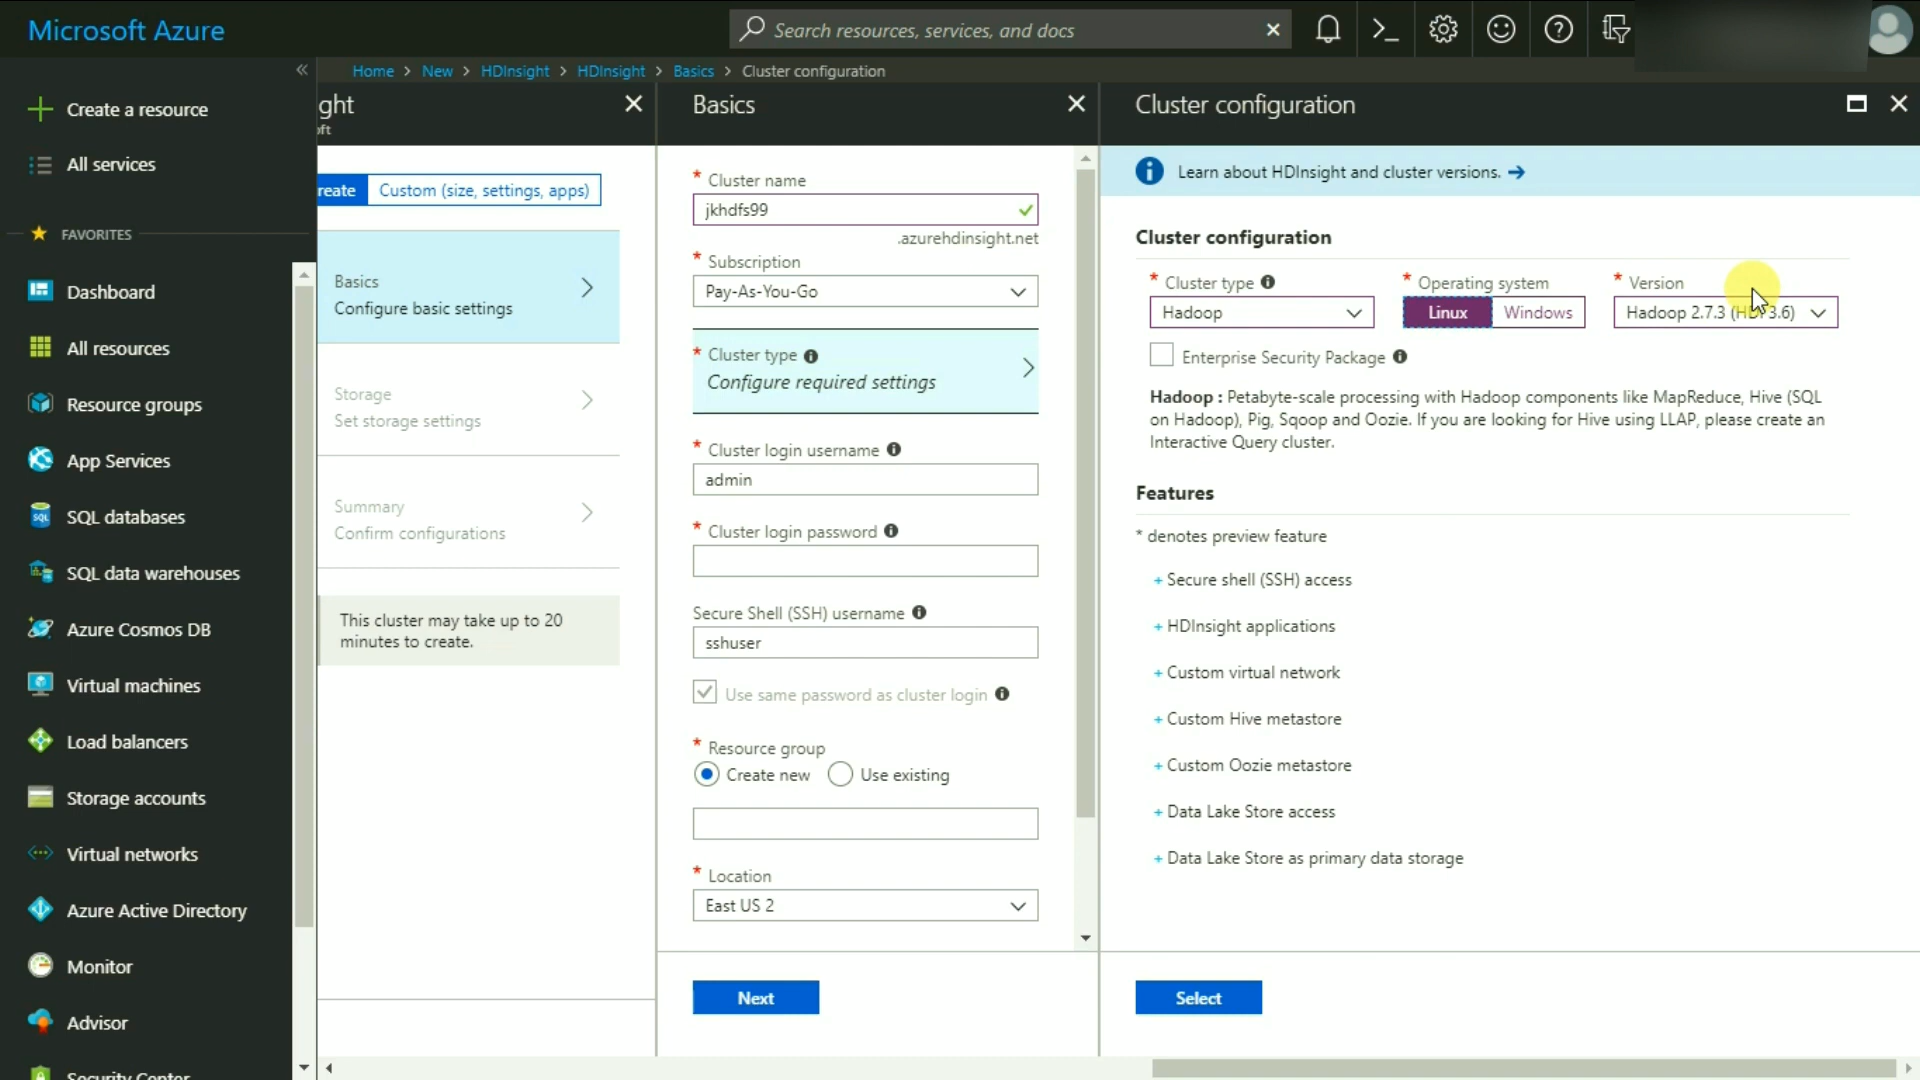 Microsoft Azure
Search resources, services, and docs
Home > New > HDInsight > HDInsight > Basics > Cluster configuration
Create a resource
All services
FAVORITES
Dashboard
All resources
Resource groups
App Services
SQL databases
SQL data warehouses
Azure Cosmos DB
Virtual machines
Load balancers
Storage accounts
Virtual networks
Azure Active Directory
Monitor
Advisor
Security Center
ght
oft
reate
Custom (size, settings, apps)
Basics
Configure basic settings
Storage
Set storage settings
Summary
Confirm configurations
This cluster may take up to 20
minutes to create.
Basics
* Cluster name
jkhdfs99
.azurehdinsight.net
* Subscription
Pay-As-You-Go
* Cluster type
Configure required settings
* Cluster login username
admin
* Cluster login password
Secure Shell (SSH) username
sshuser
Use same password as cluster login
* Resource group
Create new Use existing
* Location
East US 2
Next
Cluster configuration
Learn about HDInsight and cluster versions.
Cluster configuration
* Cluster type * Operating system * Version
Hadoop Linux Windows Hadoop 2.7.3 (HDI 3.6)
Enterprise Security Package
Hadoop : Petabyte-scale processing with Hadoop components like MapReduce, Hive (SQL
on Hadoop), Pig, Sqoop and Oozie. If you are looking for Hive using LLAP, please create an
Interactive Query cluster.
Features
* denotes preview feature
+ Secure shell (SSH) access
+ HDInsight applications
+ Custom virtual network
+ Custom Hive metastore
+ Custom Oozie metastore
+ Data Lake Store access
+ Data Lake Store as primary data storage
Select